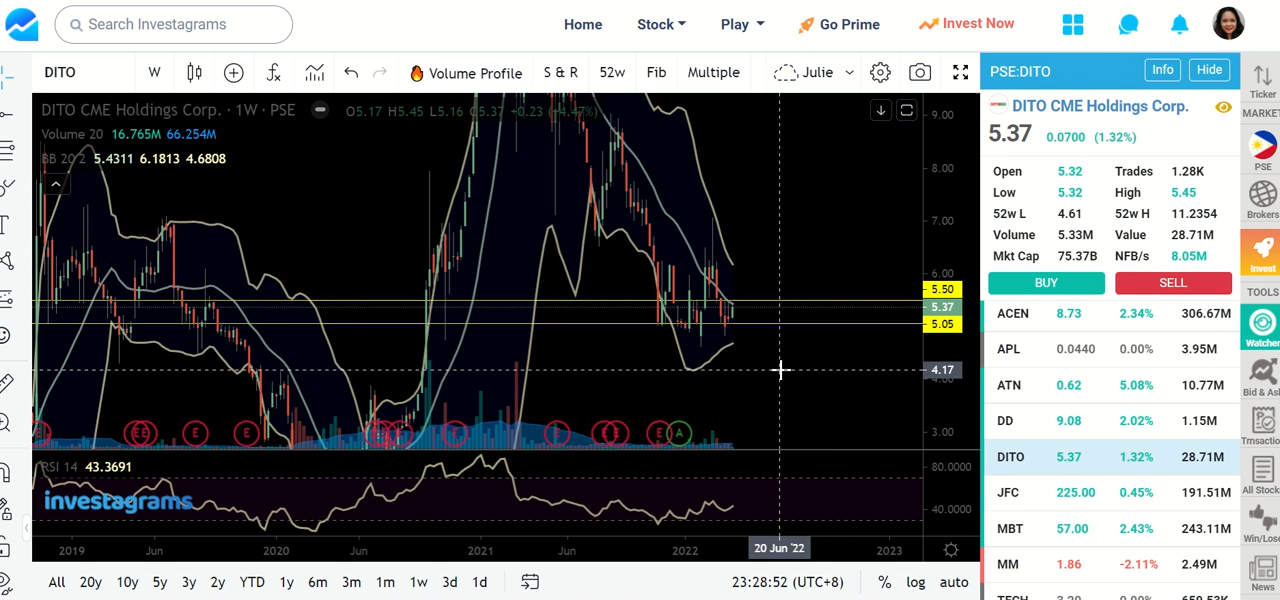 Search Investagrams
Home
Stock
Play
Go Prime
Invest Now
DITO
W
Volume Profile
S & R
52w
Fib
Multiple
Julie
DITO CME Holdings Corp. · 1W · PSE
O5.17 H5.45 L5.16 C5.37 +0.23 (+4.47%)
Volume 20 16.765M 66.254M
BB 20 2 5.4311 6.1813 4.6808
9.00
8.00
7.00
6.00
5.50
5.37
5.05
4.17
4.00
3.00
E
E E
E
E
E
E
E
E E
E
A
RSI 14 43.3691
investagrams
80.0000
40.0000
2019
Jun
2020
Jun
2021
Jun
2022
20 Jun '22
2023
All
20y
10y
5y
3y
2y
YTD
1y
6m
3m
1m
1w
3d
1d
23:28:52 (UTC+8)
%
log
auto
PSE:DITO
Info
Hide
DITO CME Holdings Corp.
5.37 0.0700 (1.32%)
Open 5.32 Trades 1.28K
Low 5.32 High 5.45
52w L 4.61 52w H 11.2354
Volume 5.33M Value 28.71M
Mkt Cap 75.37B NFB/s 8.05M
BUY
SELL
ACEN 8.73 2.34% 306.67M
APL 0.0440 0.00% 3.95M
ATN 0.62 5.08% 10.77M
DD 9.08 2.02% 1.15M
DITO 5.37 1.32% 28.71M
JFC 225.00 0.45% 191.51M
MBT 57.00 2.43% 243.11M
MM 1.86 -2.11% 2.49M
Ticker
MARKET
PSE
Brokers
Invest
TOOLS
Watcher
Bid & Ask
Trnsaction
All Stock
Win/Lose
News